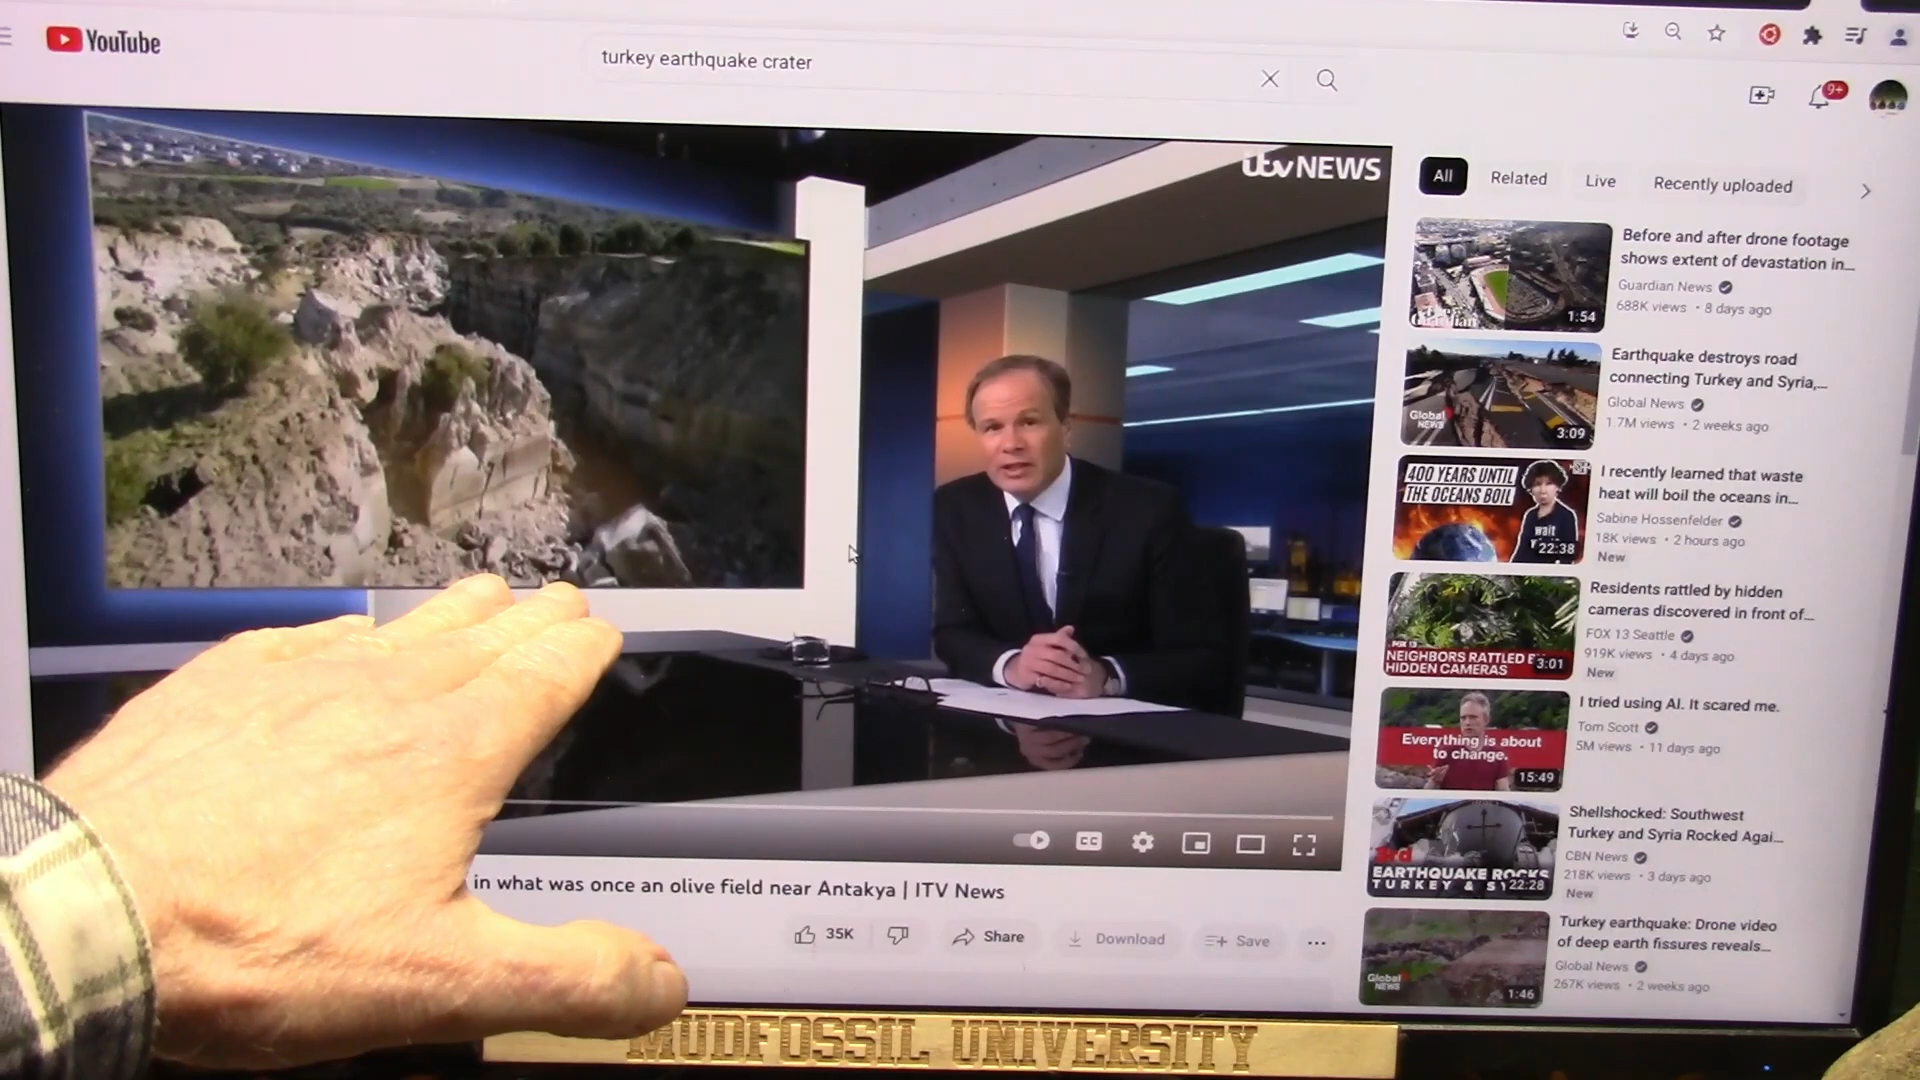 YouTube
turkey earthquake crater
9+
itv NEWS
All
Related
Live
Recently uploaded
Before and after drone footage
shows extent of devastation in...
Guardian News
688K views • 8 days ago
1:54
Earthquake destroys road
connecting Turkey and Syria,...
Global News
1.7M views • 2 weeks ago
Global
NEWS
3:09
400 YEARS UNTIL
THE OCEANS BOIL
wait
22:38
I recently learned that waste
heat will boil the oceans in...
Sabine Hossenfelder
18K views • 2 hours ago
New
Residents rattled by hidden
cameras discovered in front of...
FOX 13 Seattle
919K views • 4 days ago
New
FOX 13
NEIGHBORS RATTLED
HIDDEN CAMERAS
3:01
I tried using AI. It scared me.
Tom Scott
5M views • 11 days ago
Everything is about
to change.
15:49
Shellshocked: Southwest
Turkey and Syria Rocked Agai...
CBN News
218K views • 3 days ago
New
EARTHQUAKE ROCKS
TURKEY & S
22:28
Turkey earthquake: Drone video
of deep earth fissures reveals...
Global News
267K views • 2 weeks ago
Global
NEWS
1:46
CC
in what was once an olive field near Antakya | ITV News
35K
Share
Download
Save
MUDFOSSIL UNIVERSITY